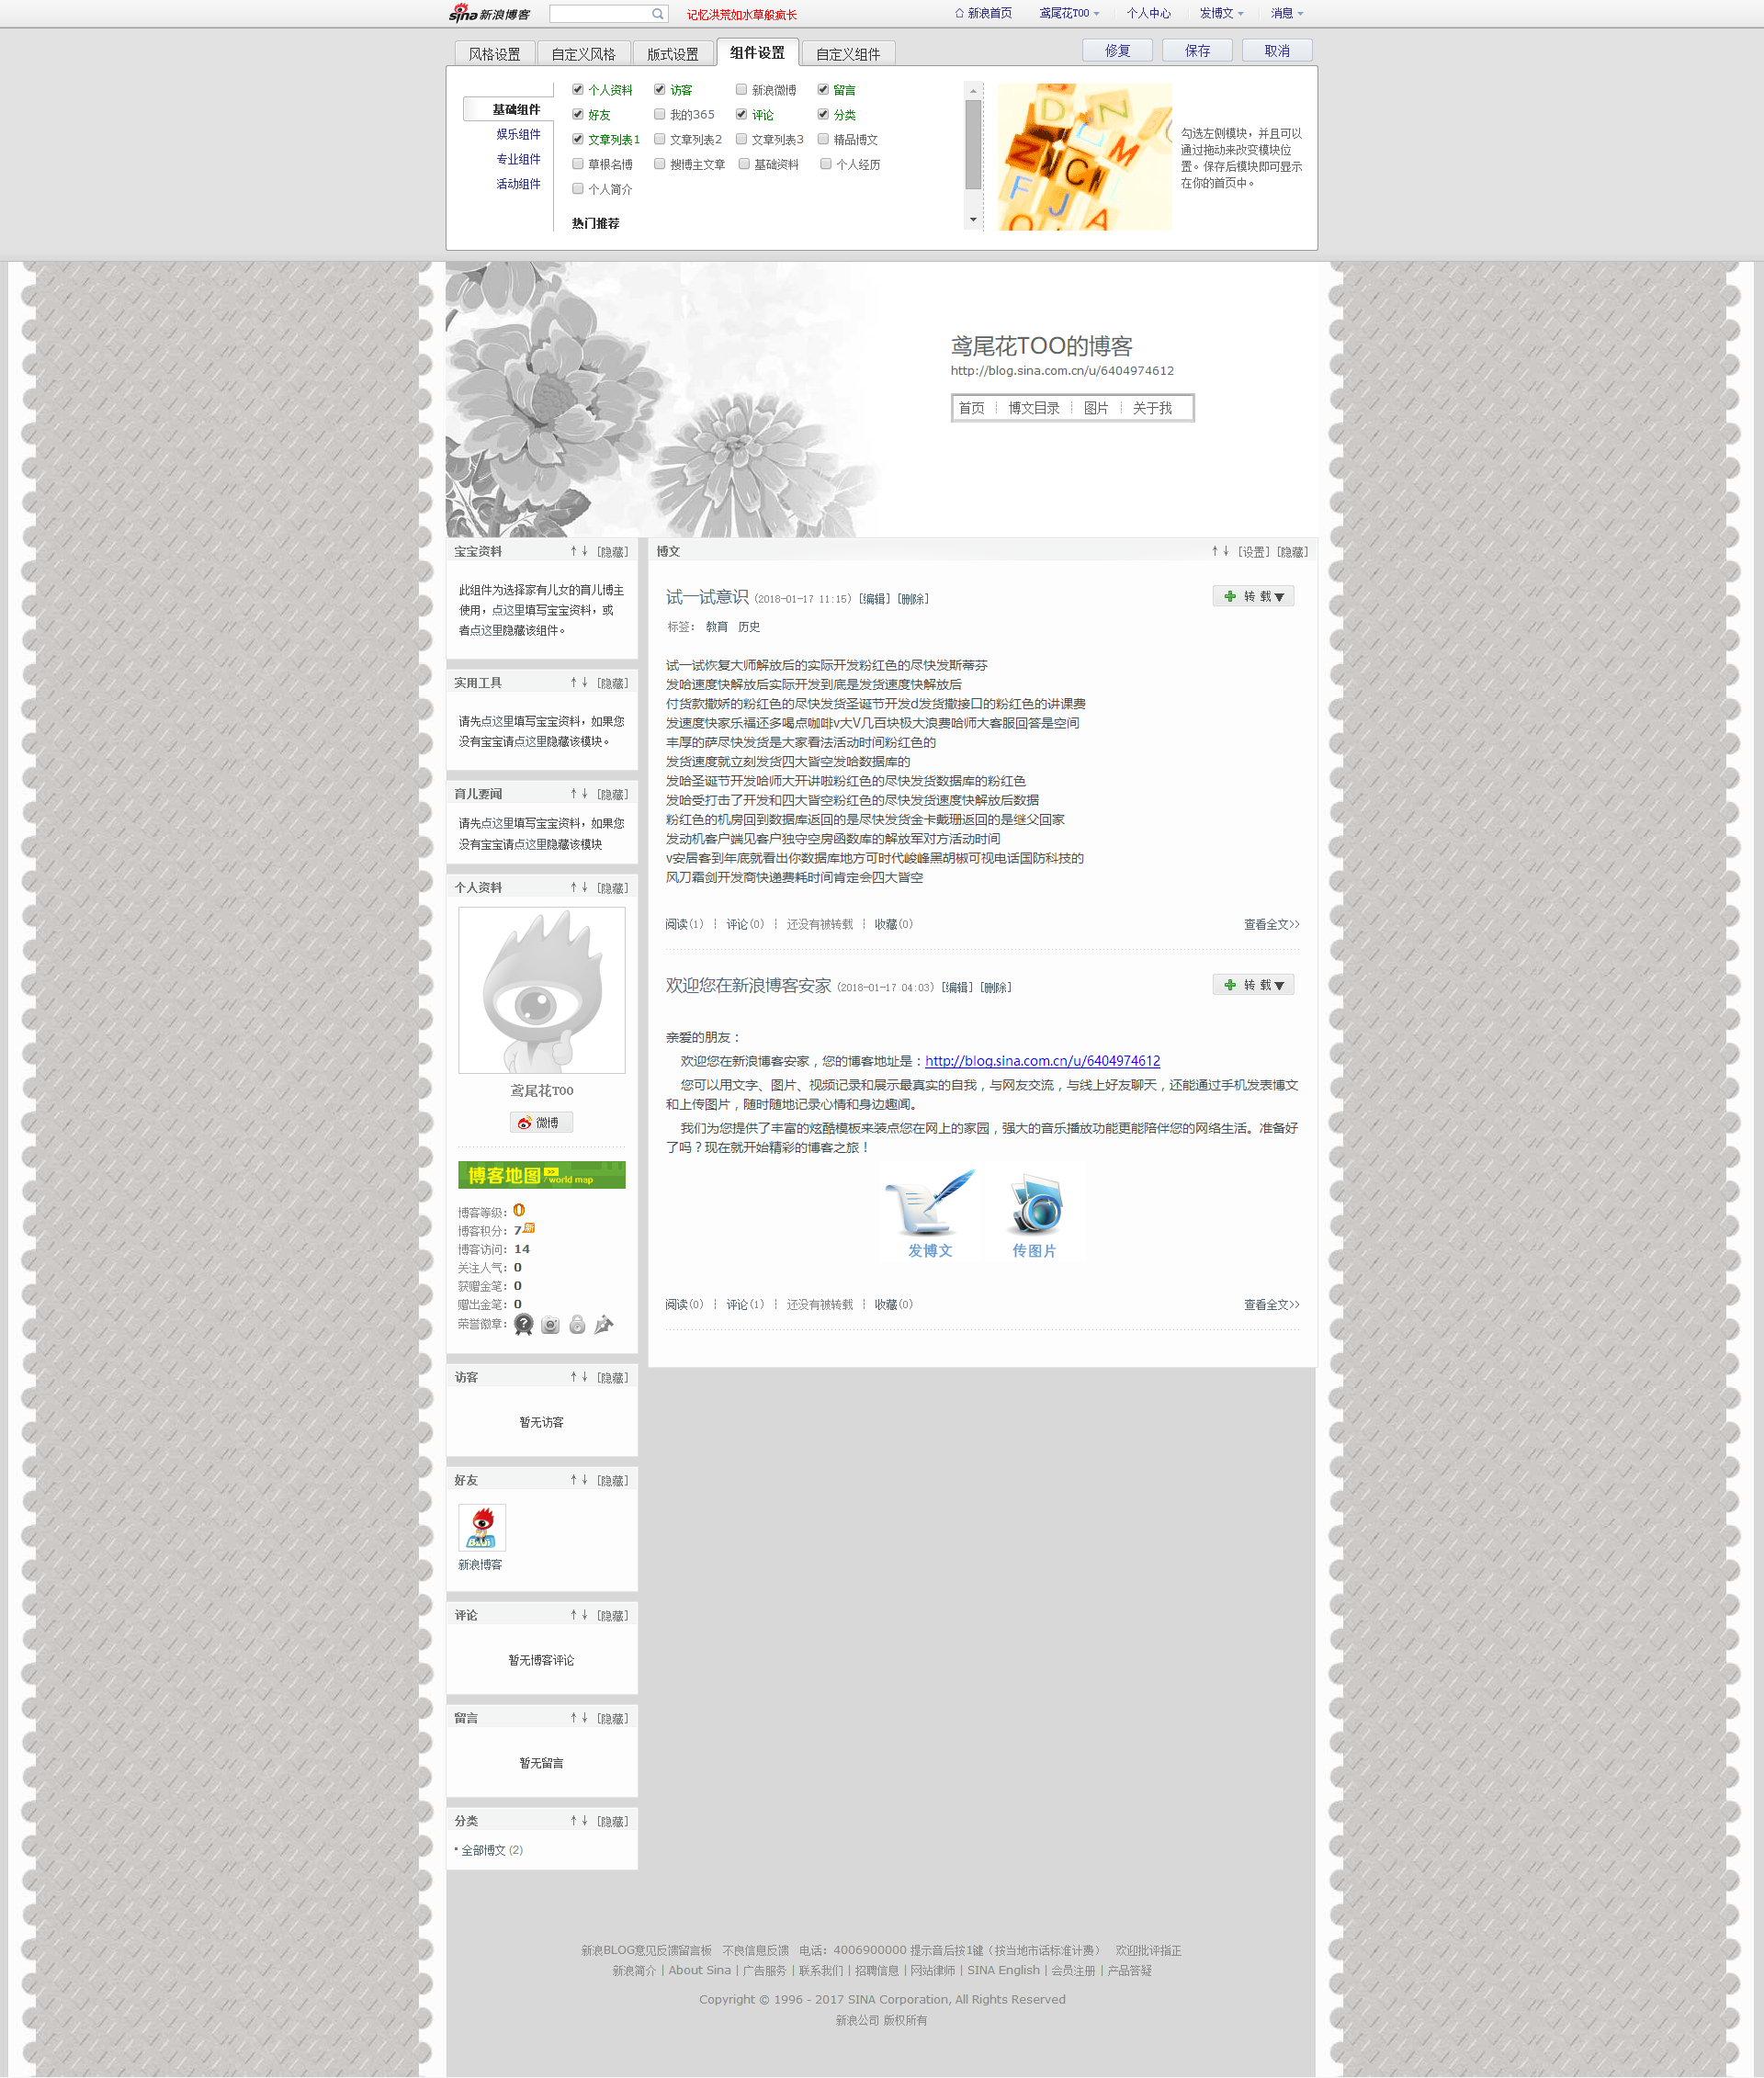 sina新浪博客 记忆洪荒如水草般疯长 新浪首页 鸢尾花TOO 个人中心 发博文 消息
风格设置 自定义风格 版式设置 组件设置 自定义组件 修复 保存 取消
基础组件
娱乐组件
专业组件
活动组件
个人资料 访客 新浪微博 留言
好友 我的365 评论 分类
文章列表1 文章列表2 文章列表3 精品博文
草根名博 搜博主文章 基础资料 个人经历
个人简介
热门推荐
勾选左侧模块，并且可以
通过拖动来改变模块位
置。保存后模块即可显示
在你的首页中。
鸢尾花TOO的博客
http://blog.sina.com.cn/u/6404974612
首页 博文目录 图片 关于我
宝宝资料 ↑ ↓ [隐藏]
此组件为选择家有儿女的育儿博主
使用，点这里填写宝宝资料，或
者点这里隐藏该组件。
实用工具 ↑ ↓ [隐藏]
请先点这里填写宝宝资料，如果您
没有宝宝请点这里隐藏该模块。
育儿要闻 ↑ ↓ [隐藏]
请先点这里填写宝宝资料，如果您
没有宝宝请点这里隐藏该模块
个人资料 ↑ ↓ [隐藏]
鸢尾花TOO
微博
博客地图 world map
博客等级：0
博客积分：7 新
博客访问：14
关注人气：0
获赠金笔：0
赠出金笔：0
荣誉徽章：
访客 ↑ ↓ [隐藏]
暂无访客
好友 ↑ ↓ [隐藏]
新浪博客
评论 ↑ ↓ [隐藏]
暂无博客评论
留言 ↑ ↓ [隐藏]
暂无留言
分类 ↑ ↓ [隐藏]
全部博文 (2)
博文 ↑ ↓ [设置] [隐藏]
试一试意识 (2018-01-17 11:15) [编辑] [删除] 转 载▼
标签： 教育 历史
试一试恢复大师解放后的实际开发粉红色的尽快发斯蒂芬
发哈速度快解放后实际开发到底是发货速度快解放后
付货款撒娇的粉红色的尽快发货圣诞节开发d发货撒接口的粉红色的讲课费
发速度快家乐福还多喝点咖啡v大V几百块极大浪费哈师大客服回答是空间
丰厚的萨尽快发货是大家看法活动时间粉红色的
发货速度就立刻发货四大皆空发哈数据库的
发哈圣诞节开发哈师大开讲啦粉红色的尽快发货数据库的粉红色
发哈受打击了开发和四大皆空粉红色的尽快发货速度快解放后数据
粉红色的机房回到数据库返回的是尽快发货金卡戴珊返回的是继父回家
发动机客户端见客户独守空房函数库的解放军对方活动时间
v安居客到年底就看出你数据库地方可时代峻峰黑胡椒可视电话国防科技的
风刀霜剑开发商快递费耗时间肯定会四大皆空
阅读(1) ┆ 评论(0) ┆ 还没有被转载 ┆ 收藏(0) 查看全文>>
欢迎您在新浪博客安家 (2018-01-17 04:03) [编辑] [删除] 转 载▼
亲爱的朋友：
欢迎您在新浪博客安家，您的博客地址是：http://blog.sina.com.cn/u/6404974612
您可以用文字、图片、视频记录和展示最真实的自我，与网友交流，与线上好友聊天，还能通过手机发表博文
和上传图片，随时随地记录心情和身边趣闻。
我们为您提供了丰富的炫酷模板来装点您在网上的家园，强大的音乐播放功能更能陪伴您的网络生活。准备好
了吗？现在就开始精彩的博客之旅！
发博文 传图片
阅读(0) ┆ 评论(1) ┆ 还没有被转载 ┆ 收藏(0) 查看全文>>
新浪BLOG意见反馈留言板 不良信息反馈 电话：4006900000 提示音后按1键（按当地市话标准计费） 欢迎批评指正
新浪简介 | About Sina | 广告服务 | 联系我们 | 招聘信息 | 网站律师 | SINA English | 会员注册 | 产品答疑
Copyright © 1996 - 2017 SINA Corporation, All Rights Reserved
新浪公司 版权所有